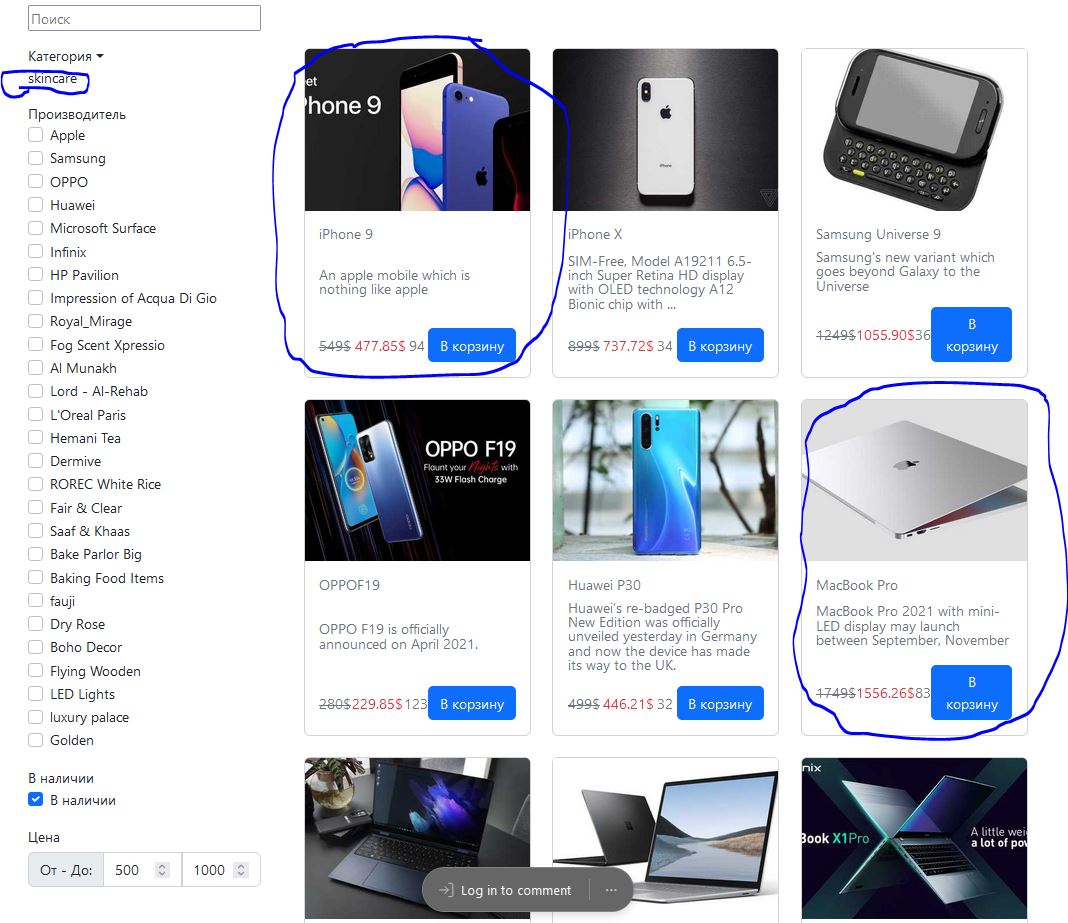 Поиск
Категория
skincare
Производитель
Apple
Samsung
OPPO
Huawei
Microsoft Surface
Infinix
HP Pavilion
Impression of Acqua Di Gio
Royal_Mirage
Fog Scent Xpressio
Al Munakh
Lord - Al-Rehab
L'Oreal Paris
Hemani Tea
Dermive
ROREC White Rice
Fair & Clear
Saaf & Khaas
Bake Parlor Big
Baking Food Items
fauji
Dry Rose
Boho Decor
Flying Wooden
LED Lights
luxury palace
Golden
В наличии
В наличии
Цена
От - До: 500 1000
et
Phone 9
iPhone 9
An apple mobile which is
nothing like apple
549$ 477.85$ 94 В корзину
iPhone
iPhone X
SIM-Free, Model A19211 6.5-
inch Super Retina HD display
with OLED technology A12
Bionic chip with ...
899$ 737.72$ 34 В корзину
Samsung Universe 9
Samsung's new variant which
goes beyond Galaxy to the
Universe
1249$1055.90$36 В
корзину
OPPO F19
Flaunt your Nights with
33W Flash Charge
OPPOF19
OPPO F19 is officially
announced on April 2021.
280$229.85$123 В корзину
Huawei P30
Huawei's re-badged P30 Pro
New Edition was officially
unveiled yesterday in Germany
and now the device has made
its way to the UK.
499$ 446.21$ 32 В корзину
MacBook Pro
MacBook Pro 2021 with mini-
LED display may launch
between September, November
1749$1556.26$83 В
корзину
nix
Book X1Pro
A little wei
a lot of pow
Log in to comment